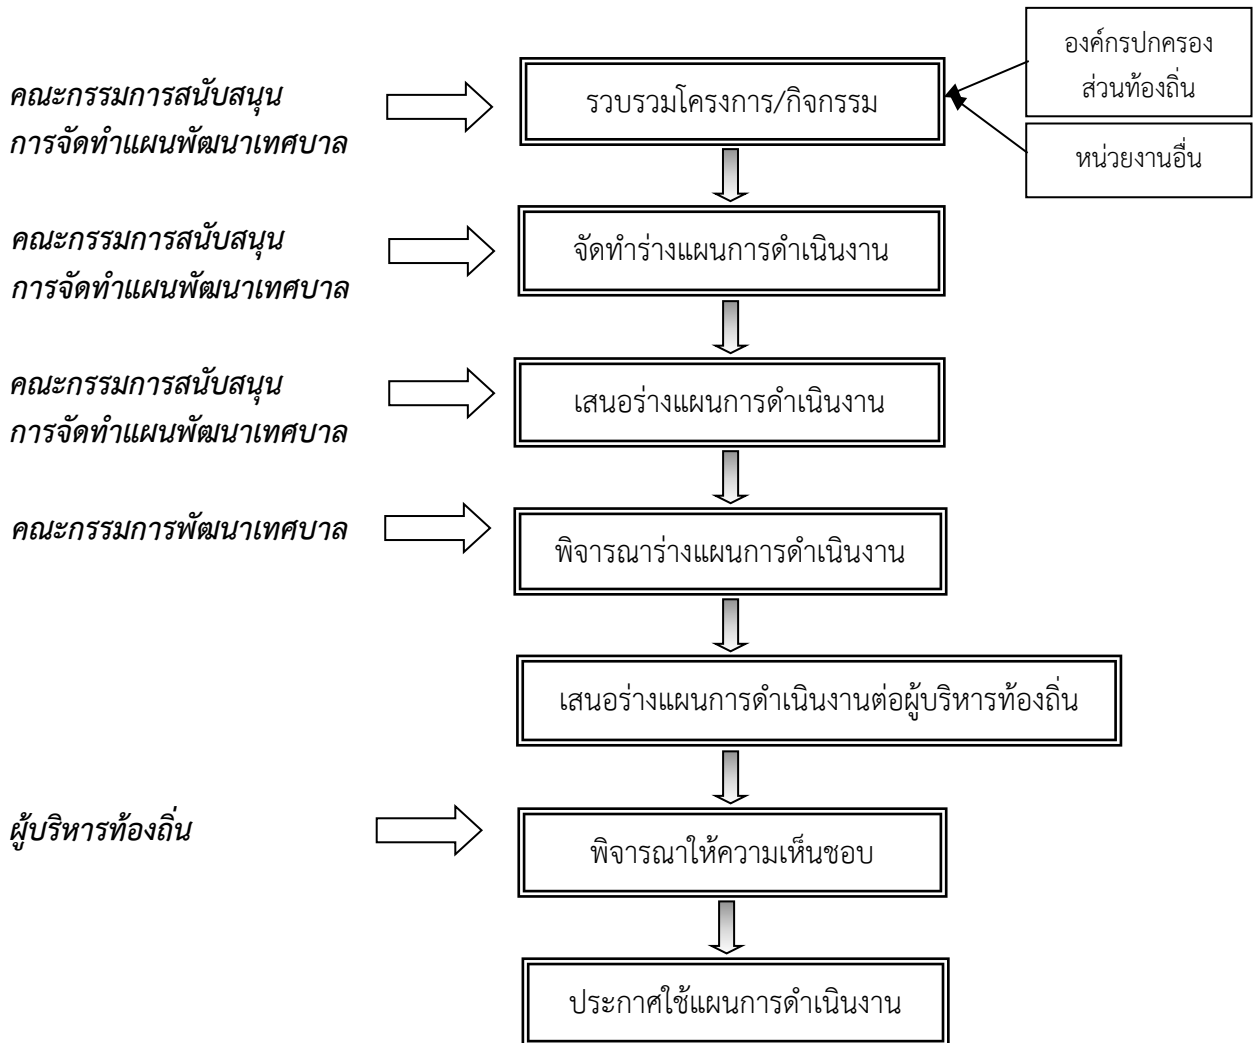 องค์กรปกครอง
ส่วนท้องถิ่น
หน่วยงานอื่น
คณะกรรมการสนับสนุน
การจัดทำแผนพัฒนาเทศบาล
รวบรวมโครงการ/กิจกรรม
คณะกรรมการสนับสนุน
การจัดทำแผนพัฒนาเทศบาล
จัดทำร่างแผนการดำเนินงาน
คณะกรรมการสนับสนุน
การจัดทำแผนพัฒนาเทศบาล
เสนอร่างแผนการดำเนินงาน
คณะกรรมการพัฒนาเทศบาล
พิจารณาร่างแผนการดำเนินงาน
เสนอร่างแผนการดำเนินงานต่อผู้บริหารท้องถิ่น
ผู้บริหารท้องถิ่น
พิจารณาให้ความเห็นชอบ
ประกาศใช้แผนการดำเนินงาน